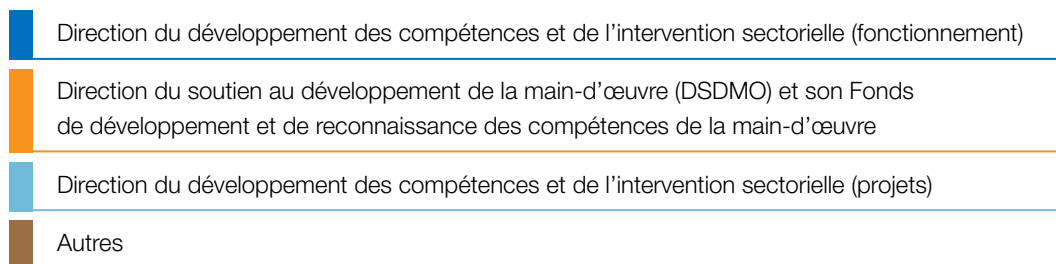 Direction du développement des compétences et de l’intervention sectorielle (fonctionnement)
Direction du soutien au développement de la main-d’œuvre (DSDMO) et son Fonds
de développement et de reconnaissance des compétences de la main-d’œuvre
Direction du développement des compétences et de l’intervention sectorielle (projets)
Autres